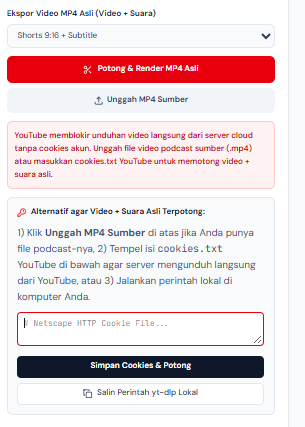 Ekspor Video MP4 Asli (Video + Suara)
Shorts 9:16 + Subtitle
Potong & Render MP4 Asli
Unggah MP4 Sumber
YouTube memblokir unduhan video langsung dari server cloud
tanpa cookies akun. Unggah file video podcast sumber (.mp4)
atau masukkan cookies.txt YouTube untuk memotong video +
suara asli.
Alternatif agar Video + Suara Asli Terpotong:
1) Klik Unggah MP4 Sumber di atas jika Anda punya
file podcast-nya, 2) Tempel isi cookies.txt
YouTube di bawah agar server mengunduh langsung
dari YouTube, atau 3) Jalankan perintah lokal di
komputer Anda.
# Netscape HTTP Cookie File...
Simpan Cookies & Potong
Salin Perintah yt-dlp Lokal